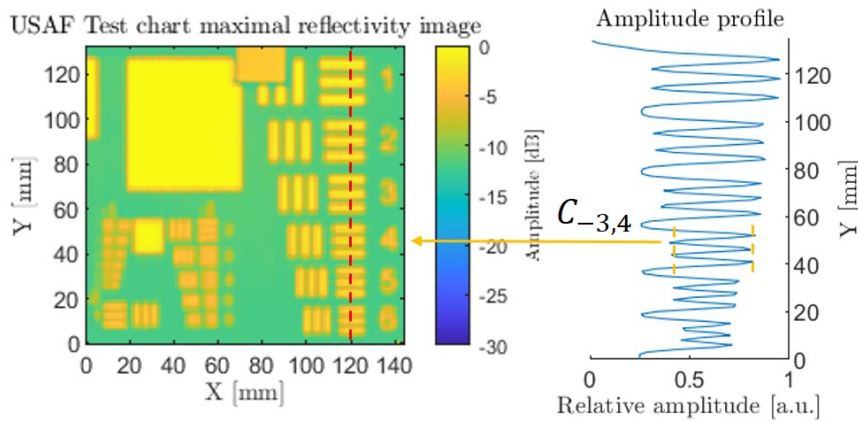 USAF Test chart maximal reflectivity image
120
100
80
60
40
20
0
Y [mm]
0 20 40 60 80 100 120 140
X [mm]
1
2
3
4
5
6
0
-5
-10
-15
-20
-25
-30
Amplitude [dB]
C₋₃,₄
Amplitude profile
120
100
80
60
40
20
0
Y [mm]
0 0.5 1
Relative amplitude [a.u.]